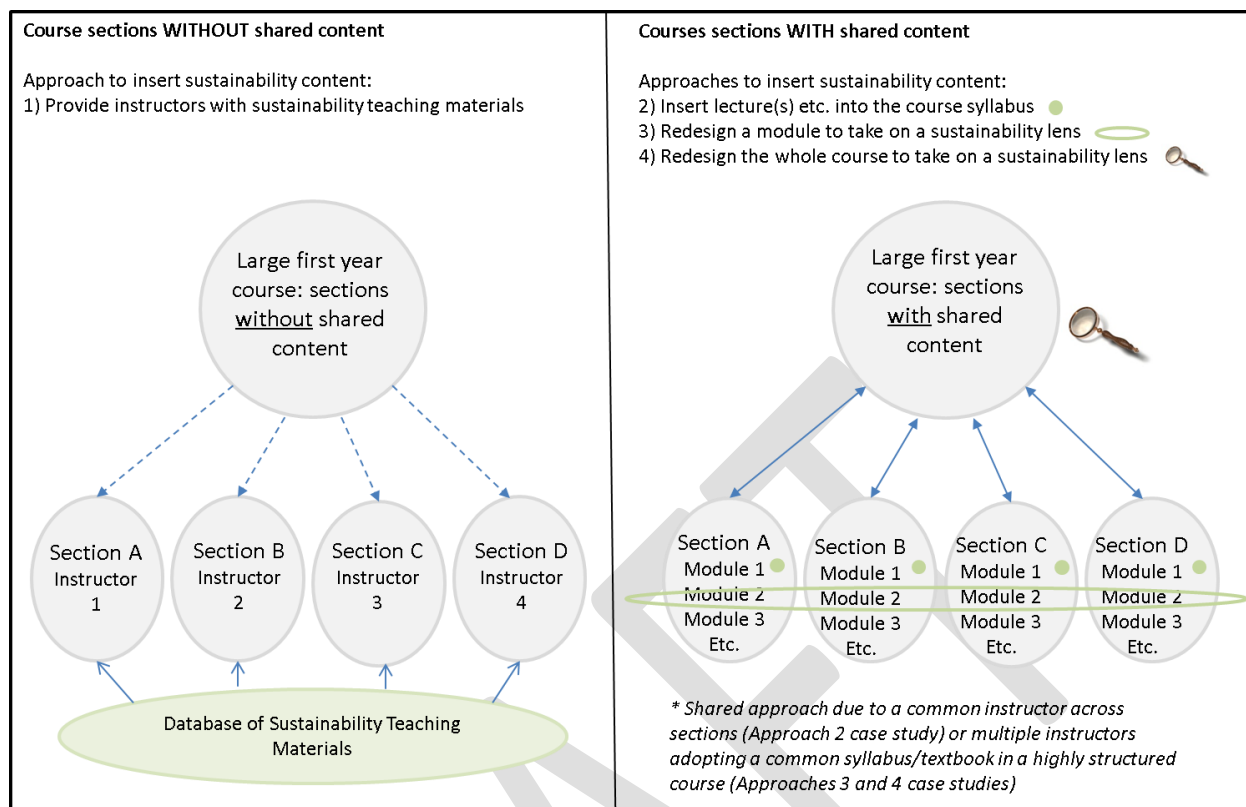 Course sections WITHOUT shared content
Approach to insert sustainability content:
1) Provide instructors with sustainability teaching materials
Large first year
course: sections
without shared
content
Section A
Instructor
1
Section B
Instructor
2
Section C
Instructor
3
Section D
Instructor
4
Database of Sustainability Teaching
Materials
Courses sections WITH shared content
Approaches to insert sustainability content:
2) Insert lecture(s) etc. into the course syllabus
3) Redesign a module to take on a sustainability lens
4) Redesign the whole course to take on a sustainability lens
Large first year
course: sections
with shared
content
Section A
Module 1
Module 2
Module 3
Etc.
Section B
Module 1
Module 2
Module 3
Etc.
Section C
Module 1
Module 2
Module 3
Etc.
Section D
Module 1
Module 2
Module 3
Etc.
* Shared approach due to a common instructor across
sections (Approach 2 case study) or multiple instructors
adopting a common syllabus/textbook in a highly structured
course (Approaches 3 and 4 case studies)